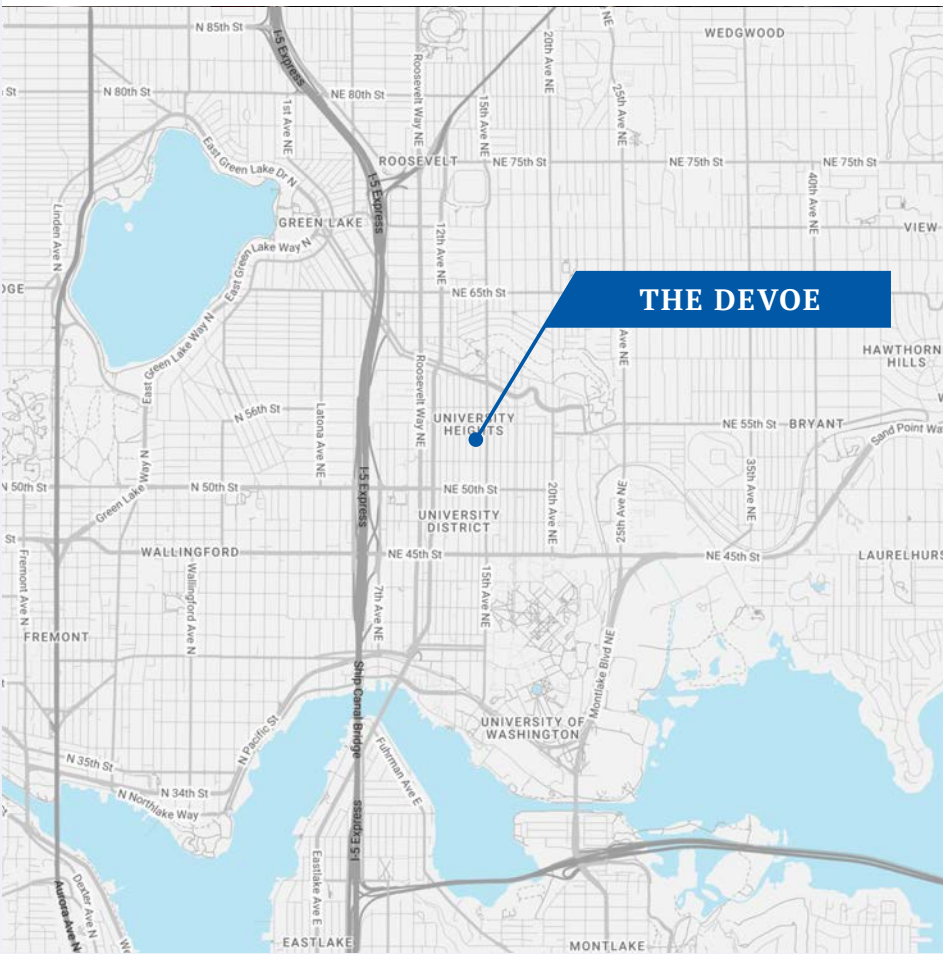 N 85th St
I-5 Express
NE
WEDGWOOD
20th Ave NE
Roosevelt Way NE
25th Ave NE
St
N 80th St
NE 80th St
1st Ave NE
15th Ave NE
East Green Lake Dr N
ROOSEVELT
NE 75th St
NE 75th St
NE 75th St
I-5 Express
40th Ave NE
Linden Ave N
GREEN LAKE
12th Ave NE
VIEW
East Green Lake Way N
DGE
NE 65th St
THE DEVOE
Ave NE
HAWTHORN
HILLS
East Green Lake Way N
Roosevelt Way NE
N 56th St
Latona Ave NE
UNIVERSITY
HEIGHTS
NE 55th St
BRYANT
Sand Point Wa
35th Ave NE
N 50th St
Green Lake Way N
N 50th St
I-5 Express
NE 50th St
20th Ave NE
25th Ave NE
UNIVERSITY
DISTRICT
St
WALLINGFORD
NE 45th St
NE 45th St
LAURELHURS
Fremont Ave N
Wallingford Ave N
7th Ave NE
15th Ave NE
FREMONT
Montlake Blvd NE
Ship Canal Bridge
UNIVERSITY OF
WASHINGTON
N Pacific St
Fuhrman Ave E
N 35th St
N 34th St
N Northlake Way
I-5 Express
Eastlake Ave E
Aurora Ave N
Dexter Ave N
We
EASTLAKE
MONTLAKE